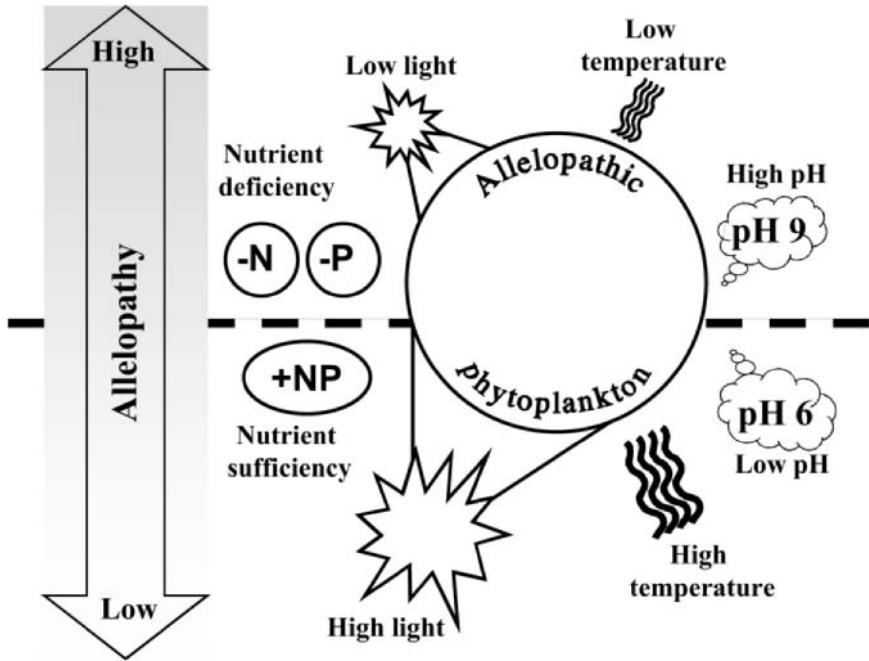 High
Allelopathy
Low
Low light
Low
temperature
Nutrient
deficiency
-N
-P
Allelopathic
phytoplankton
High pH
pH 9
+NP
Nutrient
sufficiency
pH 6
Low pH
High light
High
temperature